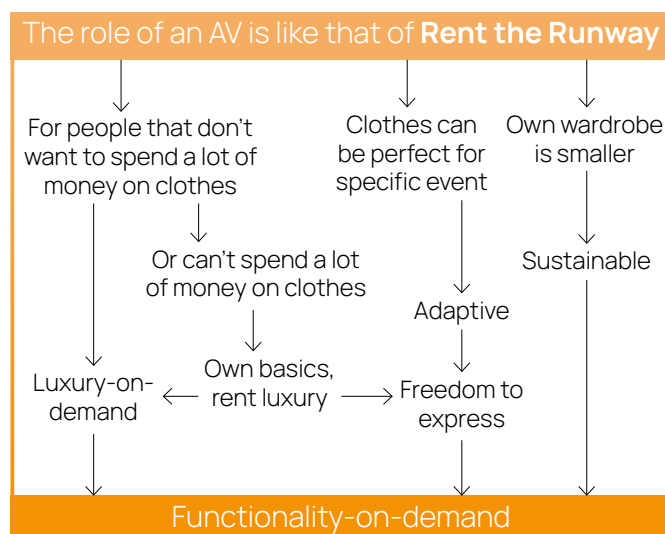 The role of an AV is like that of Rent the Runway
For people that don't
want to spend a lot of
money on clothes
Clothes can
be perfect for
specific event
Own wardrobe
is smaller
Or can't spend a lot
of money on clothes
Sustainable
Adaptive
Luxury-on-
demand
Own basics,
rent luxury
Freedom to
express
Functionality-on-demand